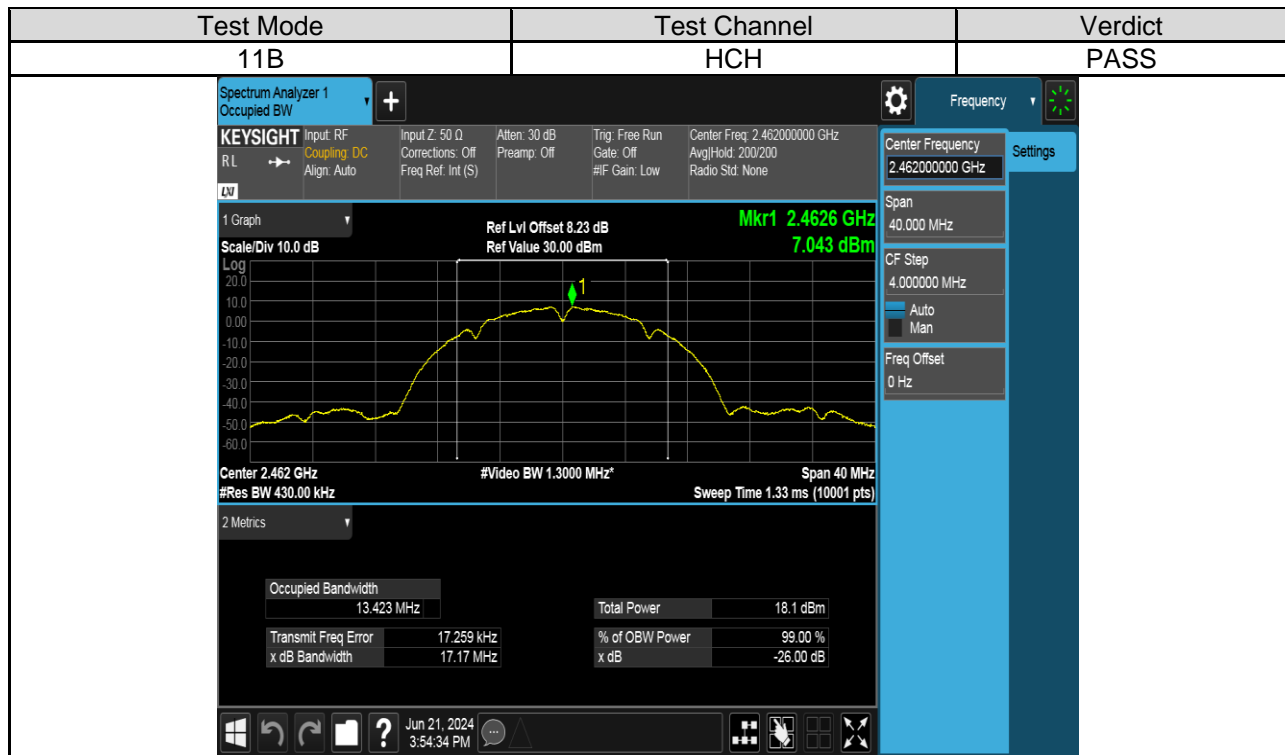 Test Mode Test Channel Verdict
11B HCH PASS
Spectrum Analyzer 1
Occupied BW
Frequency
KEYSIGHT
RL
LXI
Input: RF
Coupling: DC
Align: Auto
Input Z: 50 Ω
Corrections: Off
Freq Ref: Int (S)
Atten: 30 dB
Preamp: Off
Trig: Free Run
Gate: Off
#IF Gain: Low
Center Freq: 2.462000000 GHz
Avg|Hold: 200/200
Radio Std: None
Center Frequency
2.462000000 GHz
Settings
Span
40.000 MHz
CF Step
4.000000 MHz
Auto
Man
Freq Offset
0 Hz
1 Graph
Scale/Div 10.0 dB
Ref Lvl Offset 8.23 dB
Ref Value 30.00 dBm
Mkr1 2.4626 GHz
7.043 dBm
Log
20.0
10.0
0.00
-10.0
-20.0
-30.0
-40.0
-50.0
-60.0
1
Center 2.462 GHz
#Res BW 430.00 kHz
#Video BW 1.3000 MHz*
Span 40 MHz
Sweep Time 1.33 ms (10001 pts)
2 Metrics
Occupied Bandwidth
13.423 MHz
Total Power 18.1 dBm
Transmit Freq Error 17.259 kHz
% of OBW Power 99.00 %
x dB Bandwidth 17.17 MHz
x dB -26.00 dB
?
Jun 21, 2024
3:54:34 PM